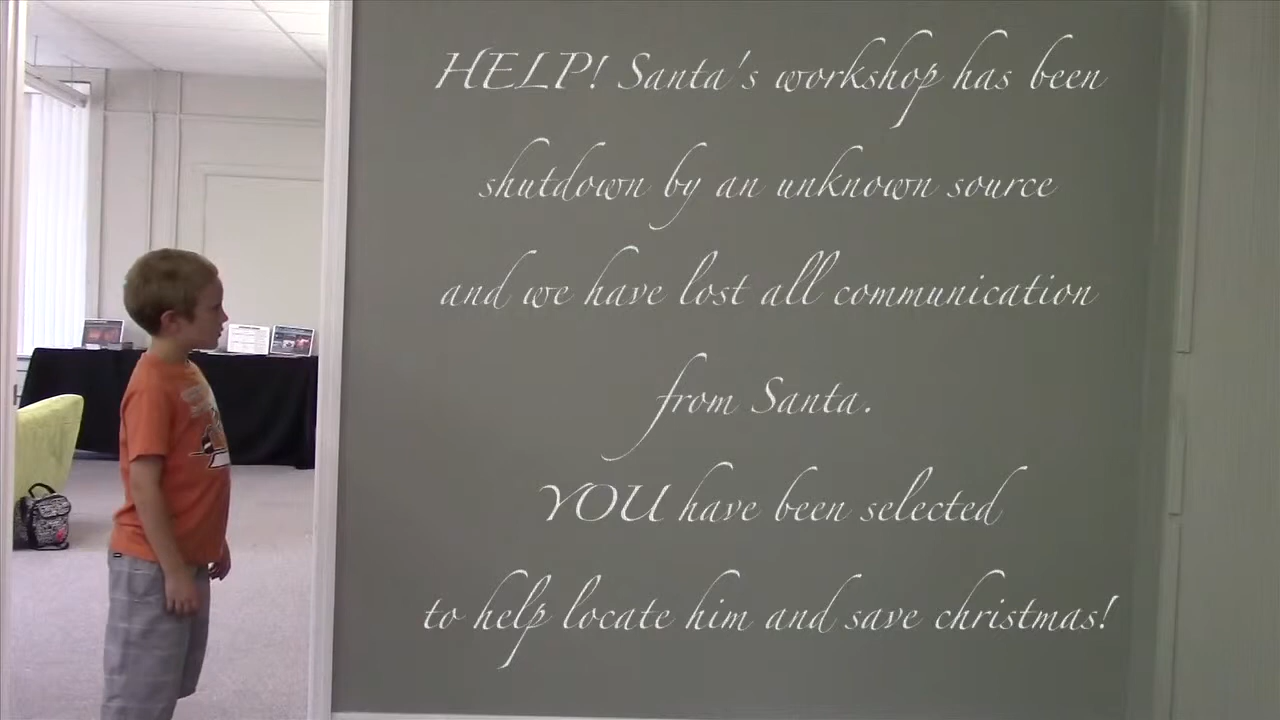 HELP! Santa's workshop has been
shutdown by an unknown source
and we have lost all communication
from Santa.
YOU have been selected
to help locate him and save christmas!